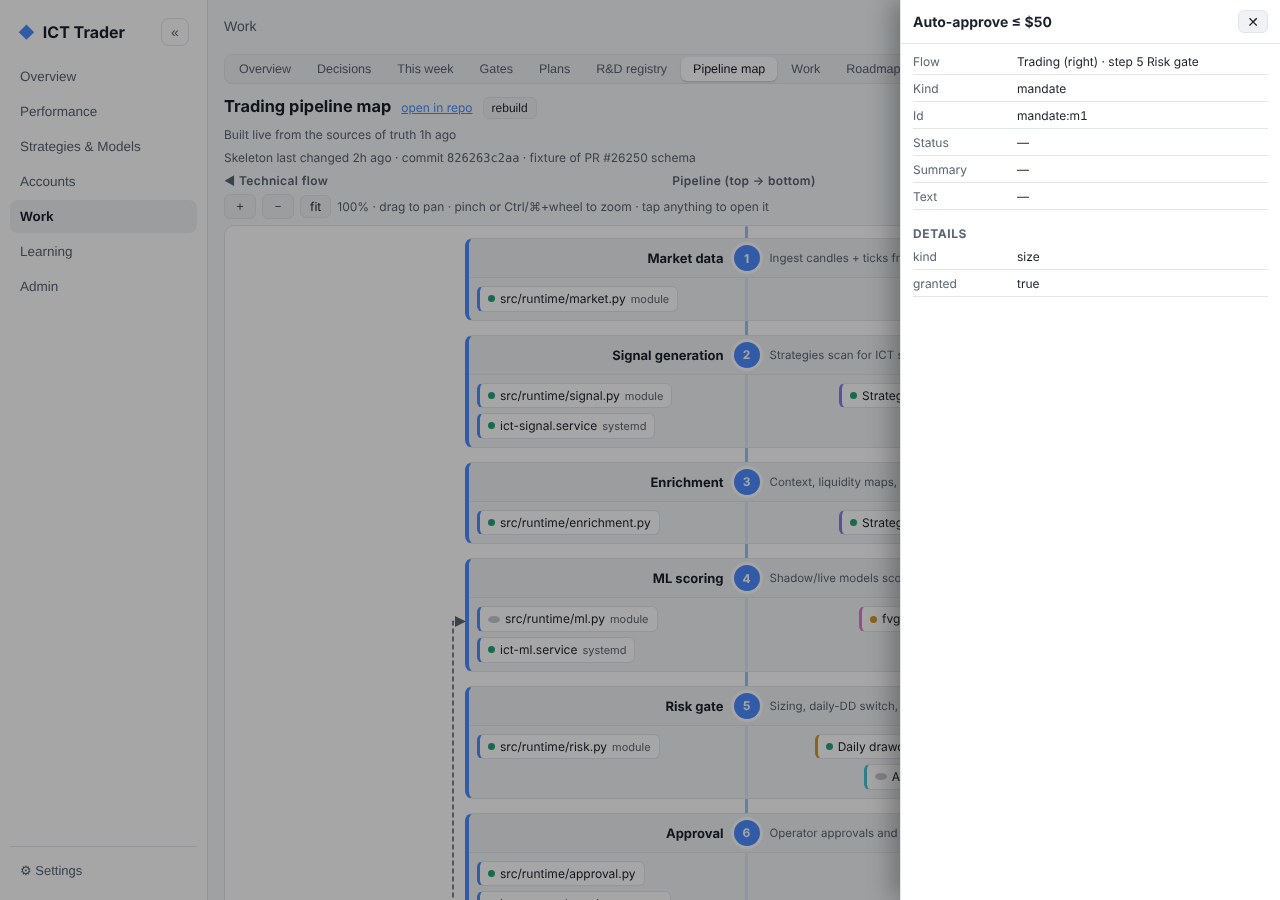 ICT Trader
«
Overview
Performance
Strategies & Models
Accounts
Work
Learning
Admin
⚙ Settings
Work
Overview
Decisions
This week
Gates
Plans
R&D registry
Pipeline map
Work
Roadmap
Trading pipeline map
open in repo
rebuild
Built live from the sources of truth 1h ago
Skeleton last changed 2h ago · commit 826263c2aa · fixture of PR #26250 schema
◀ Technical flow
Pipeline (top → bottom)
+
−
fit
100% · drag to pan · pinch or Ctrl/⌘+wheel to zoom · tap anything to open it
Market data
1
Ingest candles + ticks
src/runtime/market.py module
Signal generation
2
Strategies scan for ICT
src/runtime/signal.py module
ict-signal.service systemd
Enrichment
3
Context, liquidity maps,
src/runtime/enrichment.py
ML scoring
4
Shadow/live models
src/runtime/ml.py module
fvg
ict-ml.service systemd
Risk gate
5
Sizing, daily-DD switch,
src/runtime/risk.py module
Daily
Approval
6
Operator approvals and
src/runtime/approval.py
Auto-approve ≤ $50
✕
Flow Trading (right) · step 5 Risk gate
Kind mandate
Id mandate:m1
Status —
Summary —
Text —
DETAILS
kind size
granted true